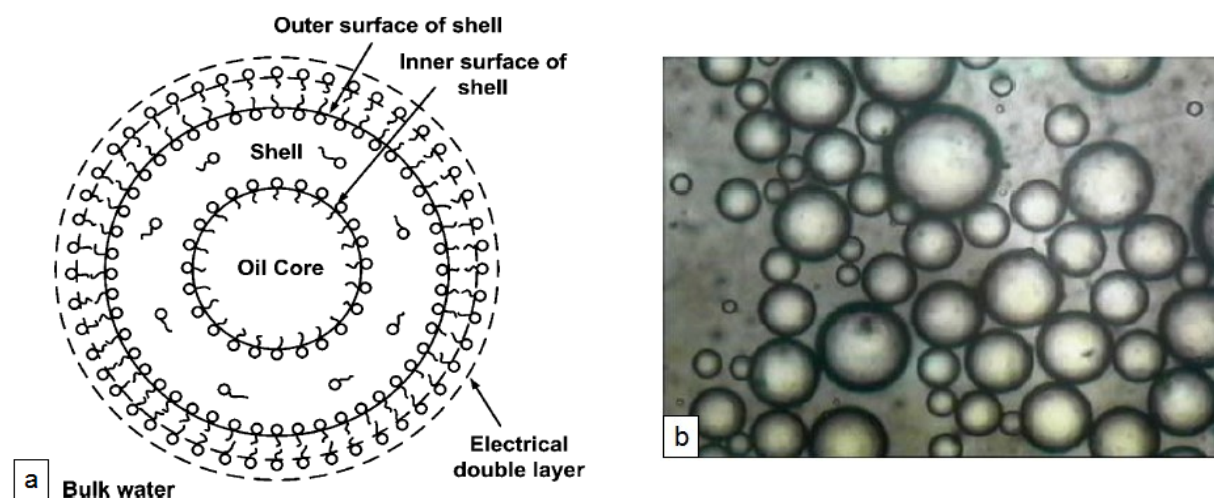 Outer surface of shell
Inner surface of
shell
Shell
Oil Core
Electrical
double layer
Bulk water
a
b